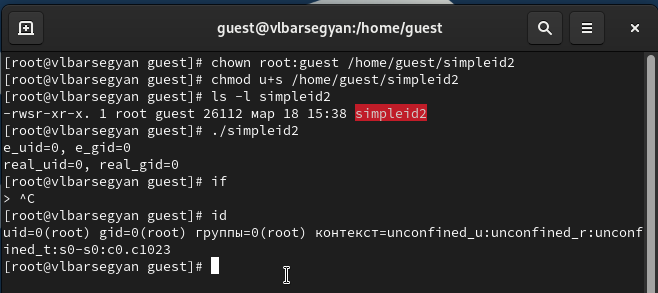 guest@vlbarsegyan:/home/guest
[root@vlbarsegyan guest]# chown root:guest /home/guest/simpleid2
[root@vlbarsegyan guest]# chmod u+s /home/guest/simpleid2
[root@vlbarsegyan guest]# ls -l simpleid2
-rwsr-xr-x. 1 root guest 26112 мар 18 15:38 simpleid2
[root@vlbarsegyan guest]# ./simpleid2
e_uid=0, e_gid=0
real_uid=0, real_gid=0
[root@vlbarsegyan guest]# if
> ^C
[root@vlbarsegyan guest]# id
uid=0(root) gid=0(root) группы=0(root) контекст=unconfined_u:unconfined_r:unconf
ined_t:s0-s0:c0.c1023
[root@vlbarsegyan guest]#